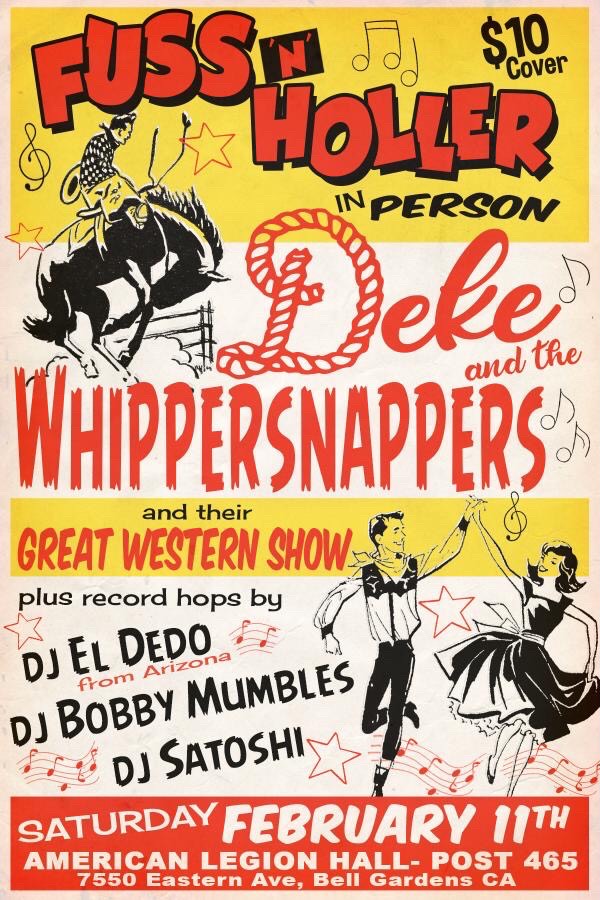 FUSS 'N' HOLLER
$10 Cover
IN PERSON
Deke
and the
WHIPPERSNAPPERS
and their
GREAT WESTERN SHOW
plus record hops by
DJ EL DEDO
from Arizona
DJ BOBBY MUMBLES
DJ SATOSHI
SATURDAY FEBRUARY 11TH
AMERICAN LEGION HALL- POST 465
7550 Eastern Ave, Bell Gardens CA